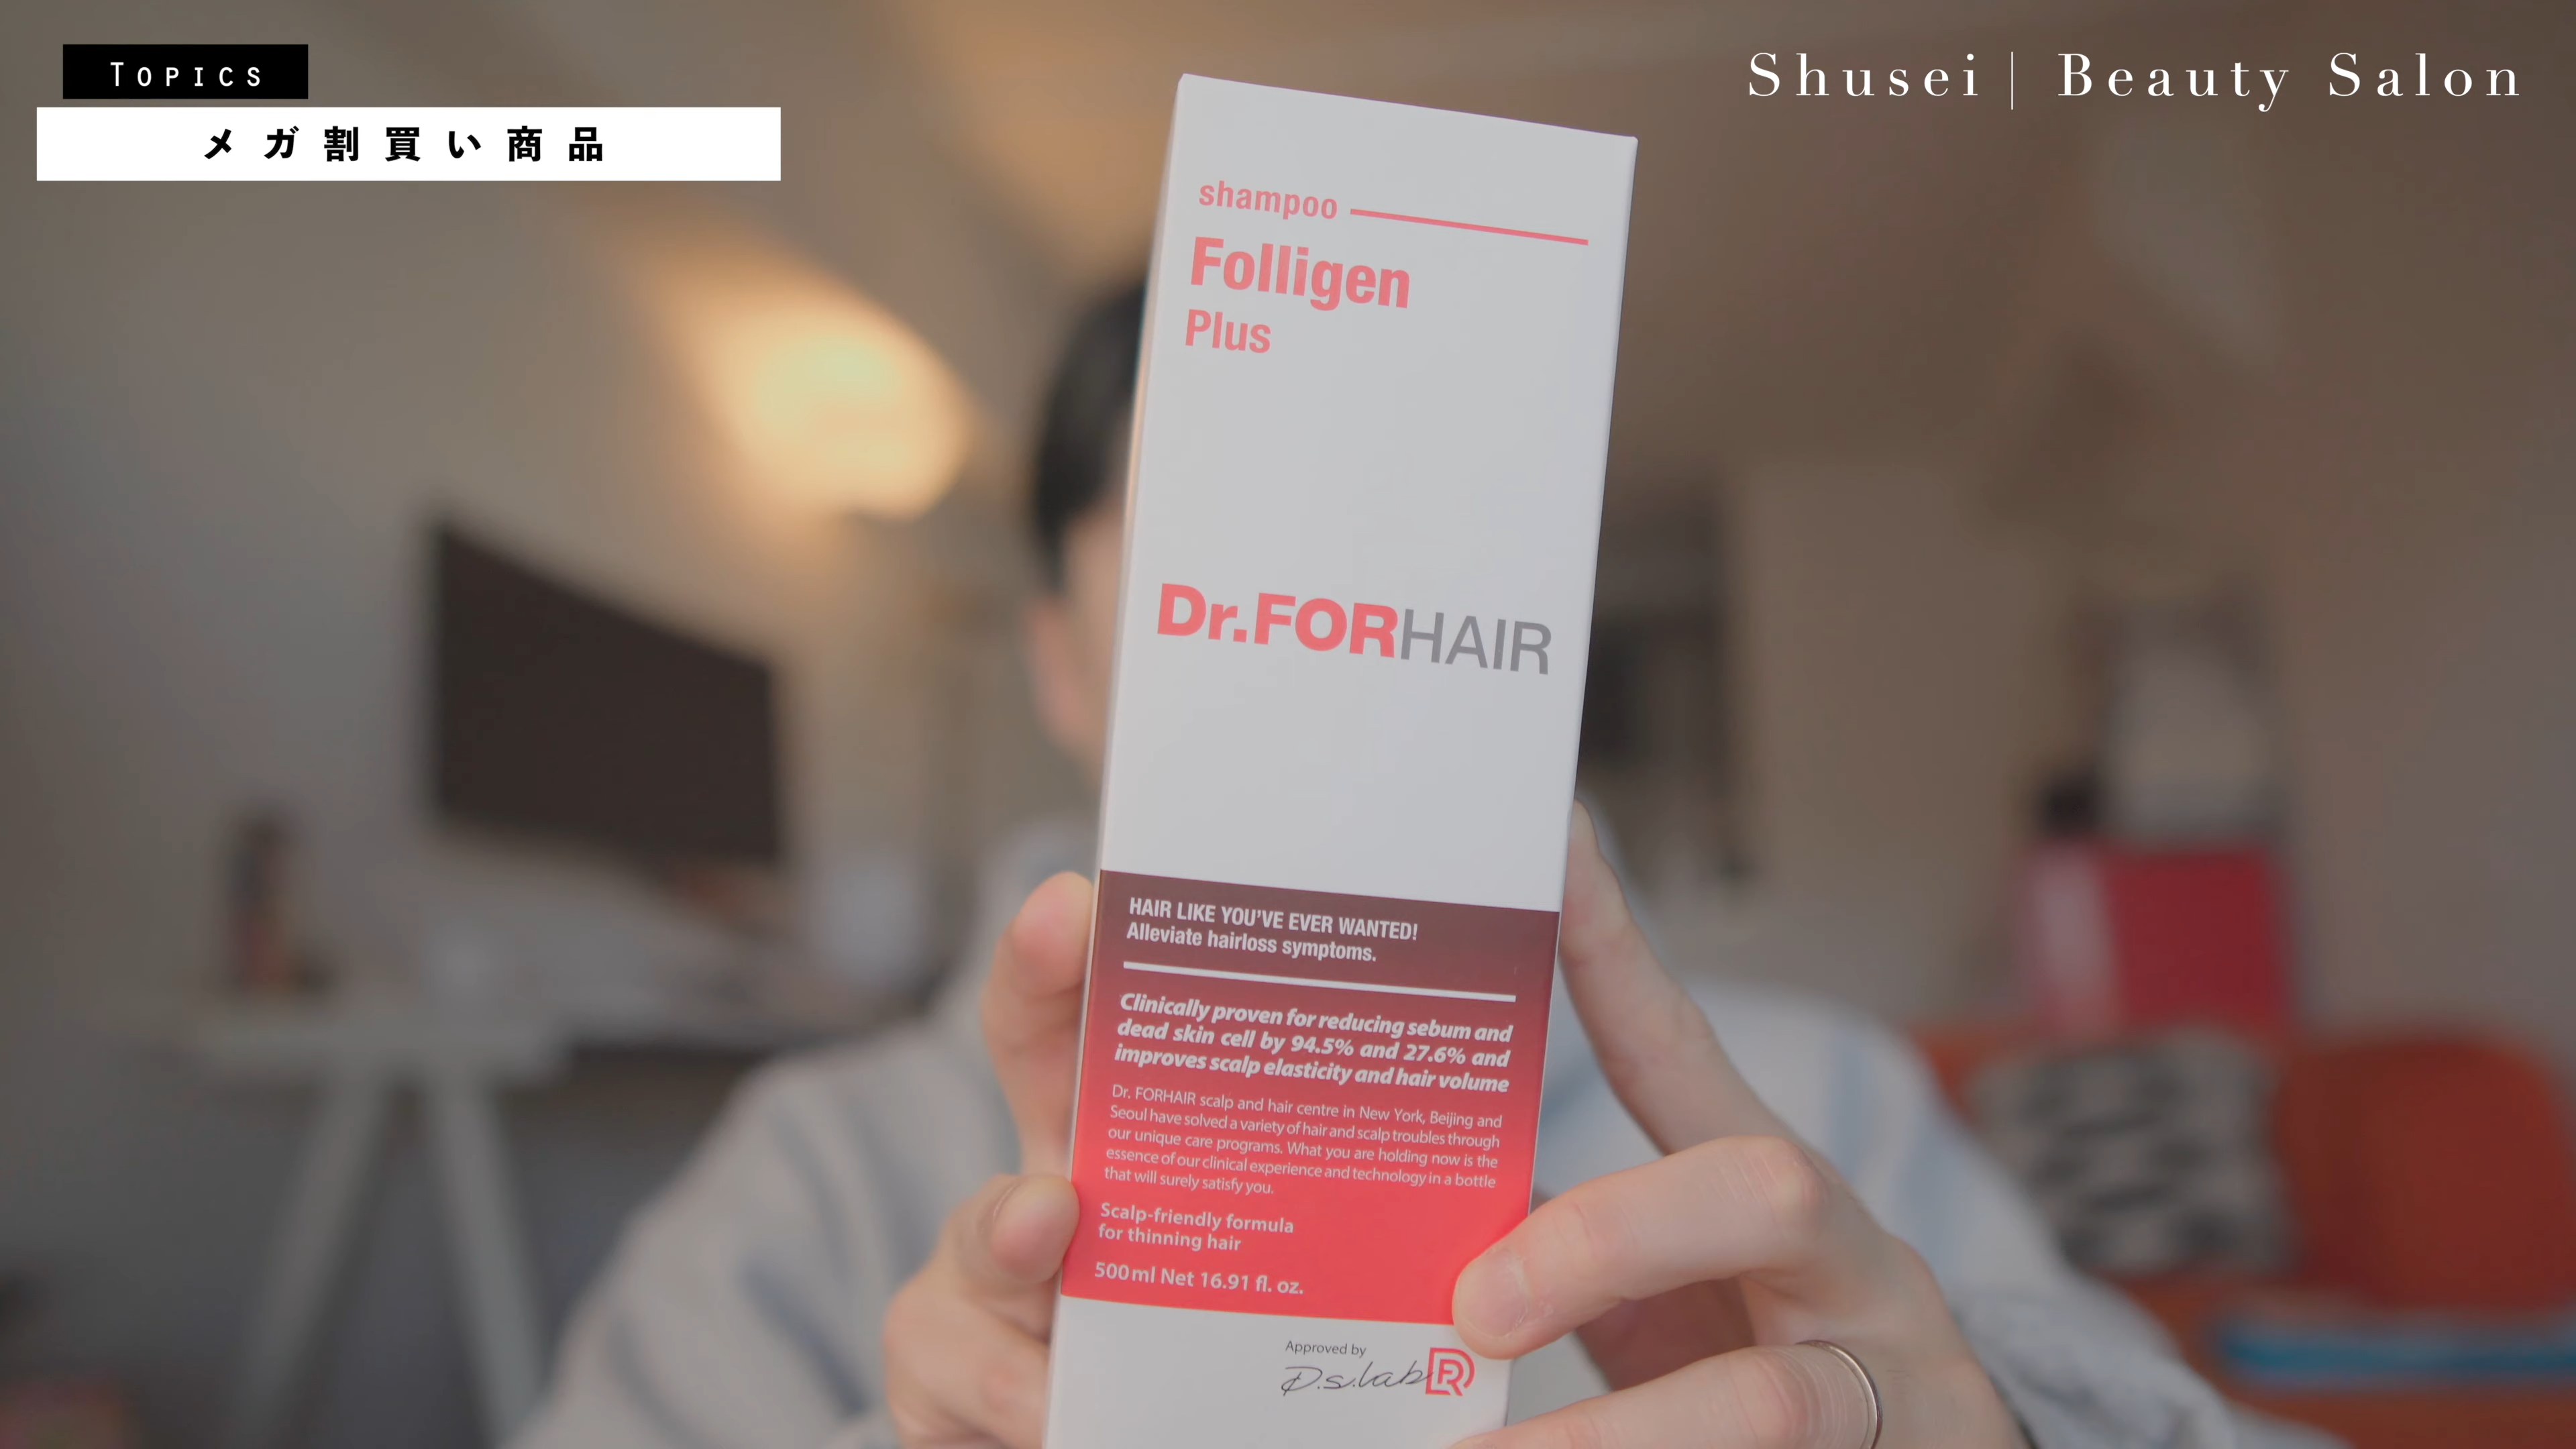 Topics
メガ割買い商品
Shusei | Beauty Salon
shampoo
Folligen
Plus
Dr.FORHAIR
HAIR LIKE YOU'VE EVER WANTED!
Alleviate hairloss symptoms.
Clinically proven for reducing sebum and
dead skin cell by 94.5% and 27.6% and
improves scalp elasticity and hair volume
Dr. FORHAIR scalp and hair centre in New York, Beijing and
Seoul have solved a variety of hair and scalp troubles through
our unique care programs. What you are holding now is the
essence of our clinical experience and technology in a bottle
that will surely satisfy you.
Scalp-friendly formula
for thinning hair
500ml Net 16.91 fl. oz.
Approved by
D.s.lab